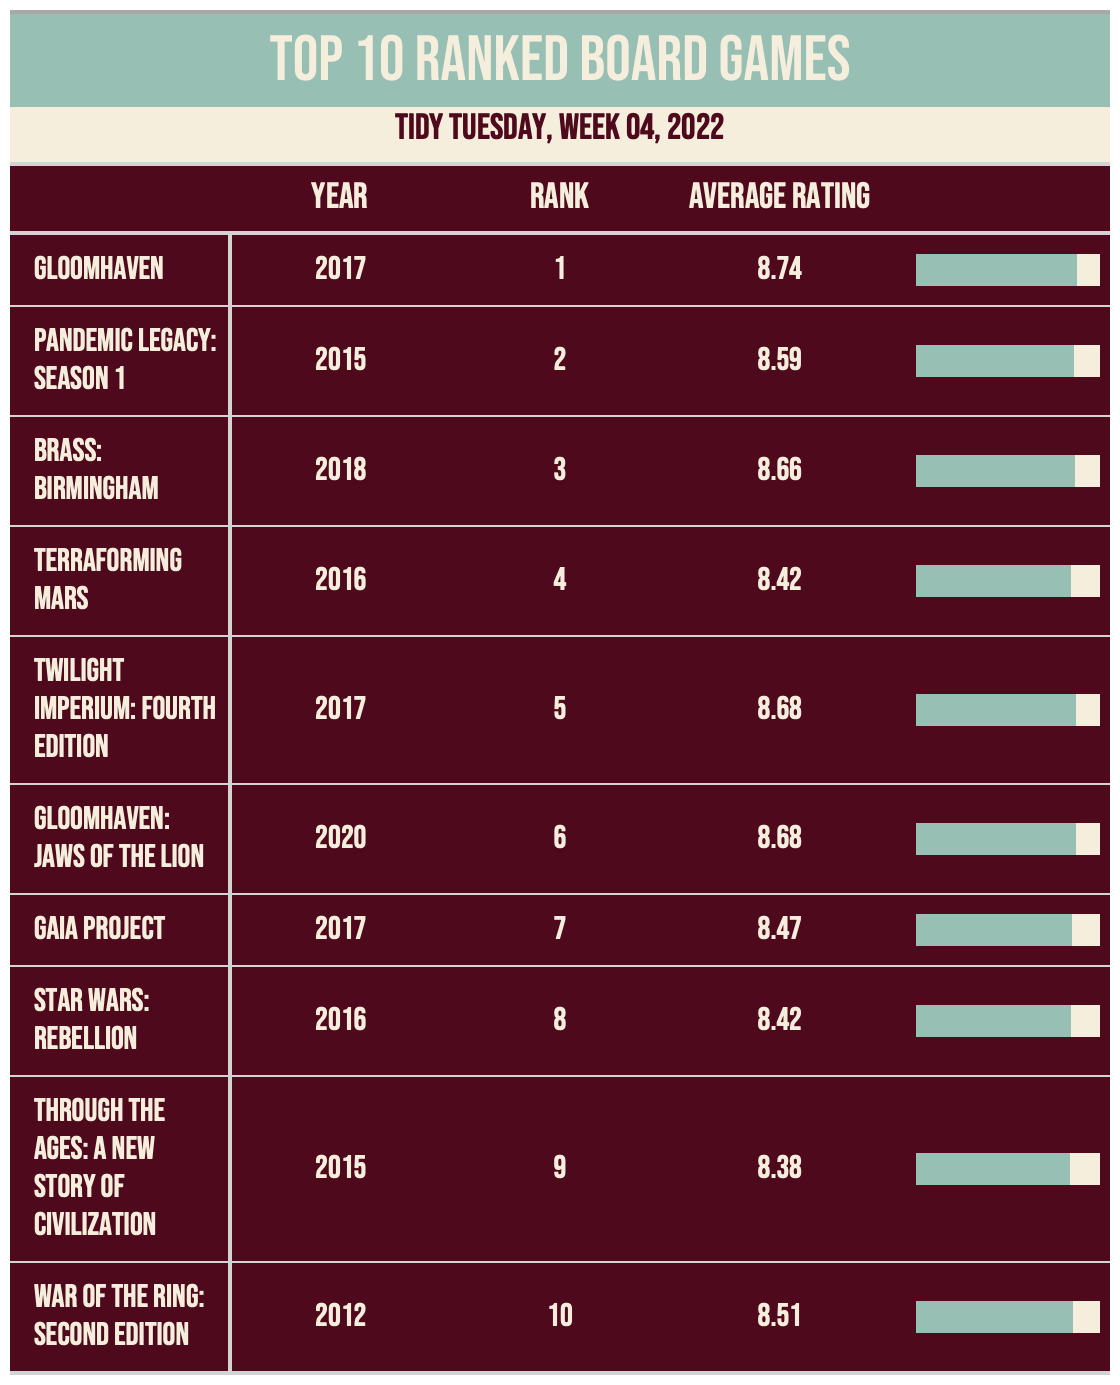 TOP 10 RANKED BOARD GAMES
TIDY TUESDAY, WEEK 04, 2022
YEAR RANK AVERAGE RATING
GLOOMHAVEN 2017 1 8.74
PANDEMIC LEGACY:
SEASON 1 2015 2 8.59
BRASS:
BIRMINGHAM 2018 3 8.66
TERRAFORMING
MARS 2016 4 8.42
TWILIGHT
IMPERIUM: FOURTH 2017 5 8.68
EDITION
GLOOMHAVEN:
JAWS OF THE LION 2020 6 8.68
GAIA PROJECT 2017 7 8.47
STAR WARS:
REBELLION 2016 8 8.42
THROUGH THE
AGES: A NEW
STORY OF 2015 9 8.38
CIVILIZATION
WAR OF THE RING:
SECOND EDITION 2012 10 8.51